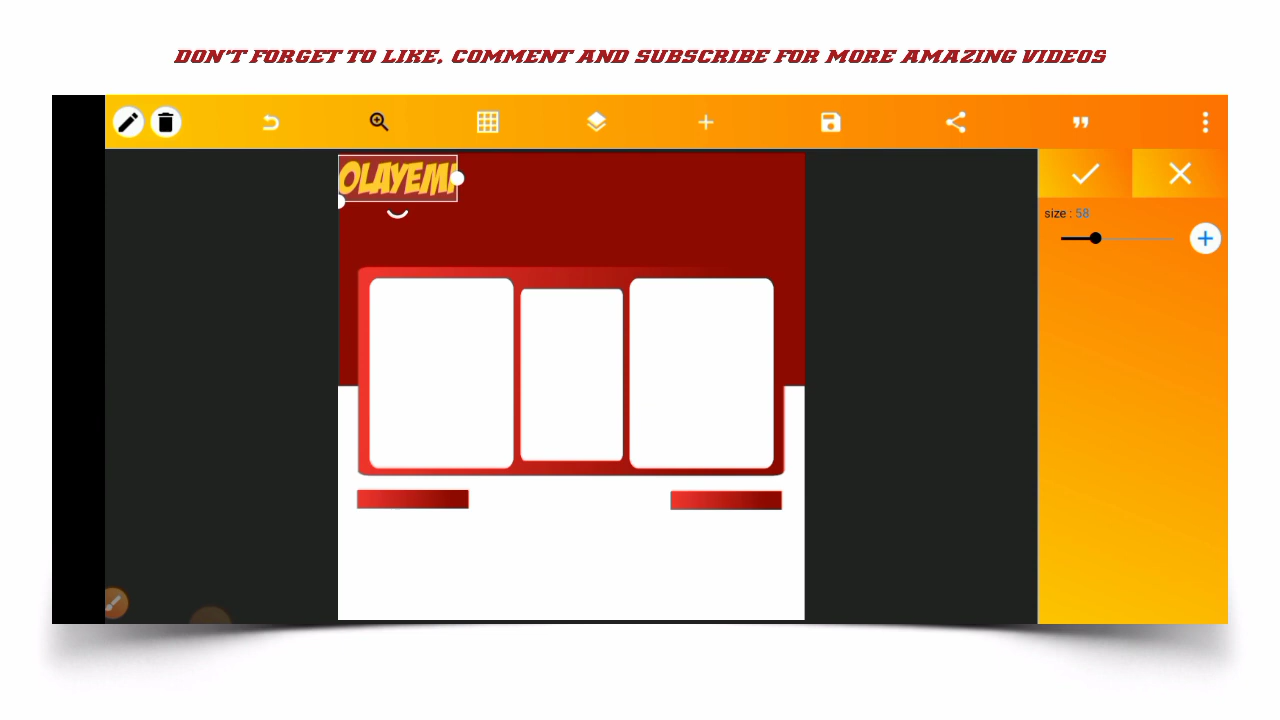 DON'T FORGET TO LIKE, COMMENT AND SUBSCRIBE FOR MORE AMAZING VIDEOS
OLAYEMI
size : 58